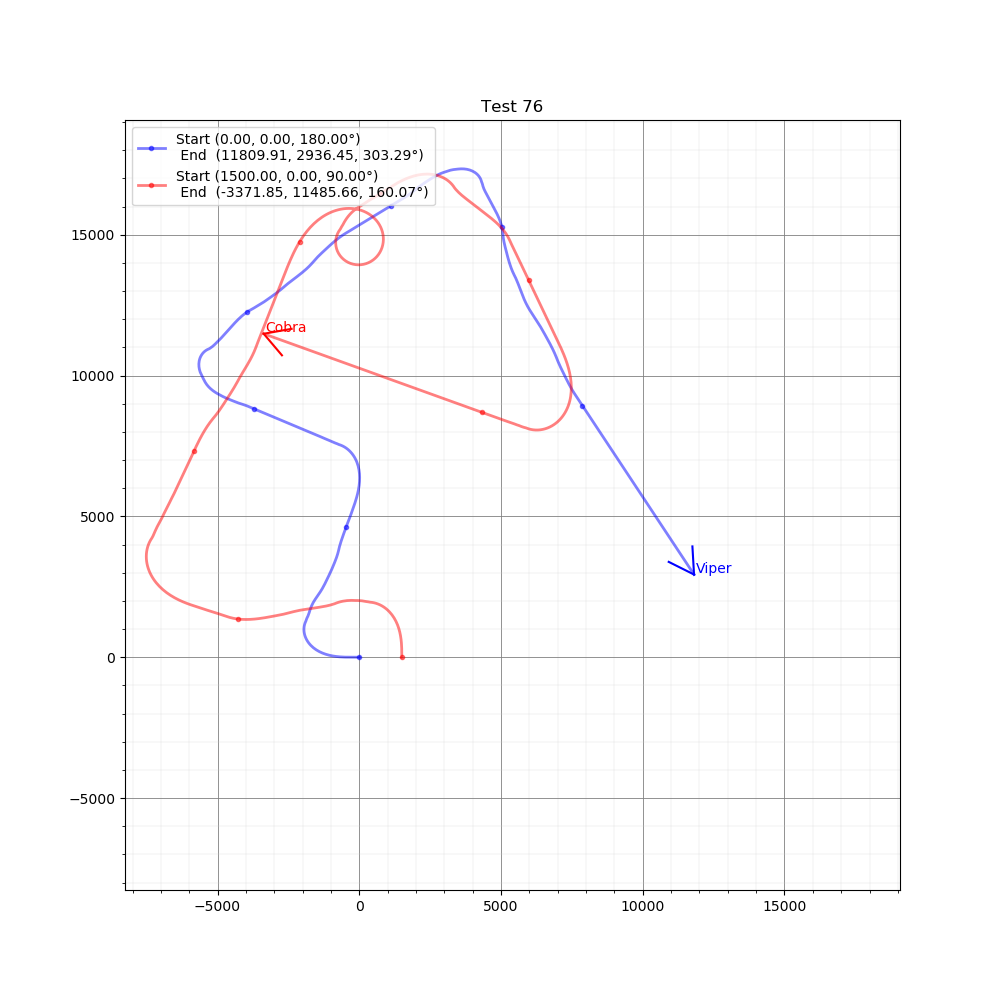 Test 76
Start (0.00, 0.00, 180.00°)
End (11809.91, 2936.45, 303.29°)
Start (1500.00, 0.00, 90.00°)
End (-3371.85, 11485.66, 160.07°)
15000
Cobra
10000
5000
Viper
0
−5000
−5000 0 5000 10000 15000